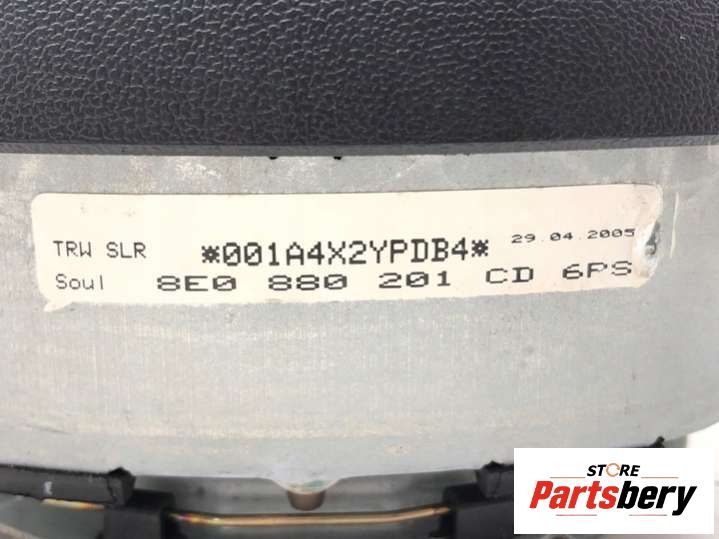 TRW SLR *001A4X2YPDB4* 29.04.2005
Soul 8E0 880 201 CD 6PS
STORE
Partsbery